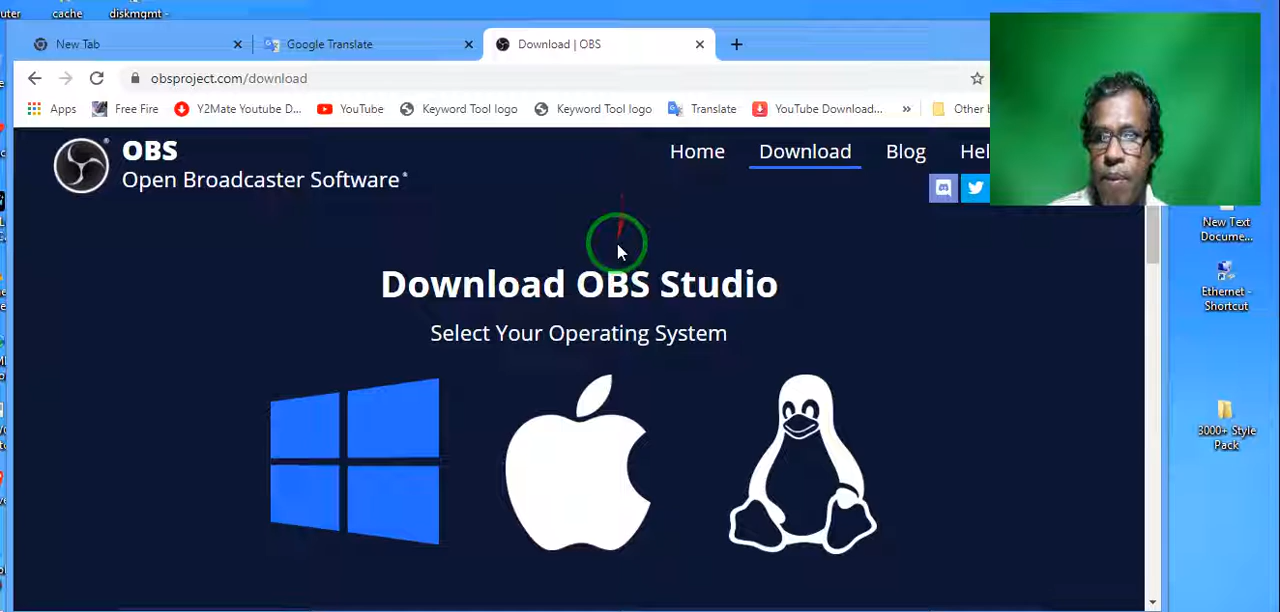 cache
diskmgmt -
New Tab
Google Translate
Download | OBS
obsproject.com/download
Apps
Free Fire
Y2Mate Youtube D...
YouTube
Keyword Tool logo
Keyword Tool logo
Translate
YouTube Download...
»
Other b
OBS
Open Broadcaster Software
Home
Download
Blog
Hel
New Text
Docume...
Download OBS Studio
Ethernet -
Shortcut
Select Your Operating System
3000+ Style
Pack